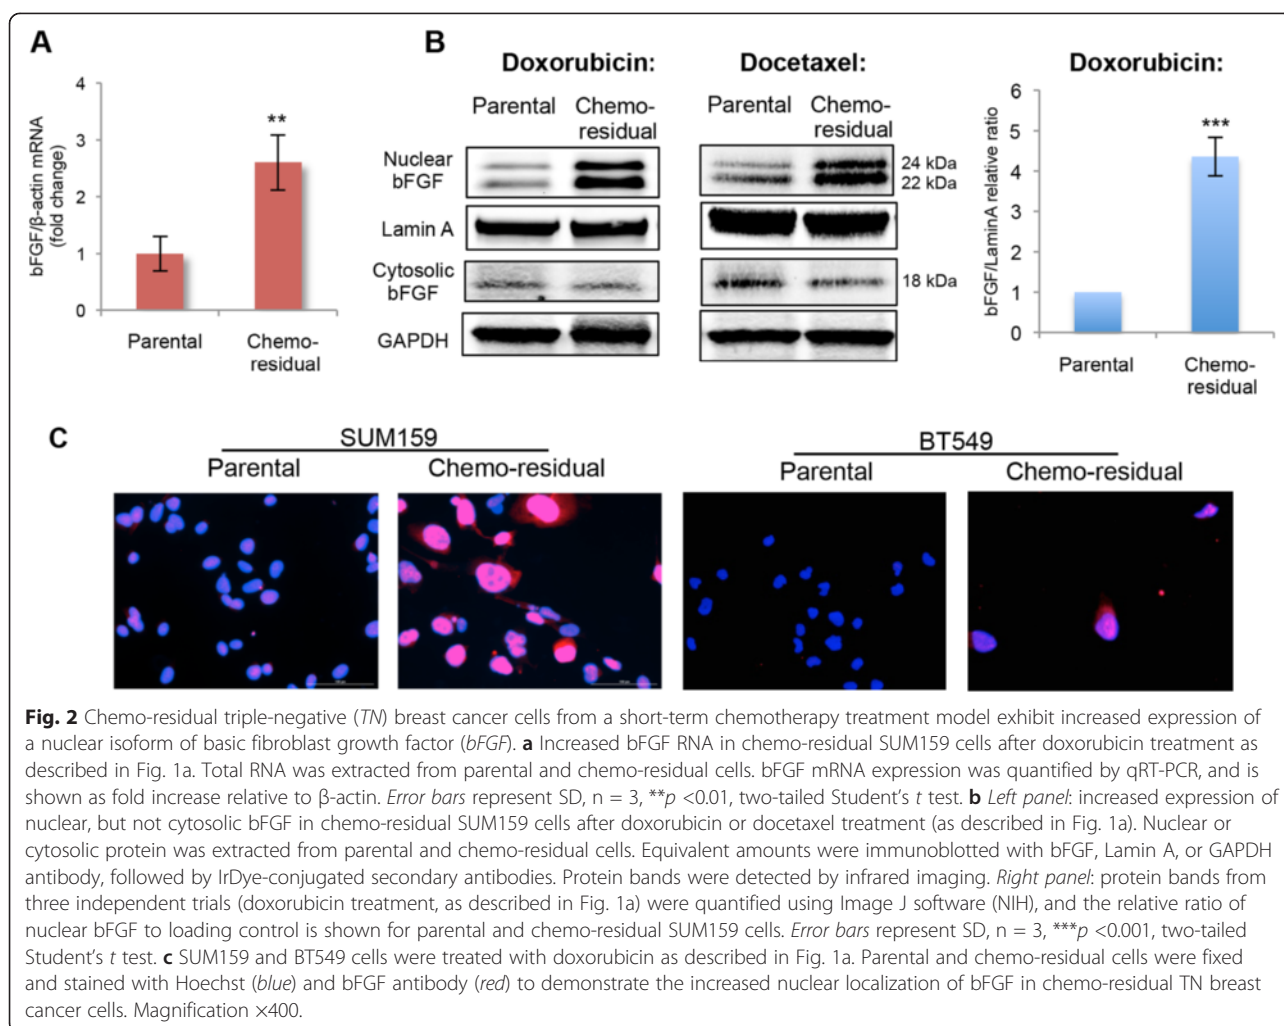 A
bFGF/β-actin mRNA
(fold change)
4
3
2
1
0
**
Parental
Chemo-
residual
B
Doxorubicin:
Parental
Chemo-
residual
Docetaxel:
Parental
Chemo-
residual
Nuclear
bFGF
24 kDa
22 kDa
Lamin A
Cytosolic
bFGF
18 kDa
GAPDH
Doxorubicin:
bFGF/LaminA relative ratio
6
5
4
3
2
1
0
***
Parental
Chemo-
residual
C
SUM159
Parental
Chemo-residual
BT549
Parental
Chemo-residual
Fig. 2 Chemo-residual triple-negative (TN) breast cancer cells from a short-term chemotherapy treatment model exhibit increased expression of
a nuclear isoform of basic fibroblast growth factor (bFGF). a Increased bFGF RNA in chemo-residual SUM159 cells after doxorubicin treatment as
described in Fig. 1a. Total RNA was extracted from parental and chemo-residual cells. bFGF mRNA expression was quantified by qRT-PCR, and is
shown as fold increase relative to β-actin. Error bars represent SD, n = 3, **p <0.01, two-tailed Student's t test. b Left panel: increased expression of
nuclear, but not cytosolic bFGF in chemo-residual SUM159 cells after doxorubicin or docetaxel treatment (as described in Fig. 1a). Nuclear or
cytosolic protein was extracted from parental and chemo-residual cells. Equivalent amounts were immunoblotted with bFGF, Lamin A, or GAPDH
antibody, followed by IrDye-conjugated secondary antibodies. Protein bands were detected by infrared imaging. Right panel: protein bands from
three independent trials (doxorubicin treatment, as described in Fig. 1a) were quantified using Image J software (NIH), and the relative ratio of
nuclear bFGF to loading control is shown for parental and chemo-residual SUM159 cells. Error bars represent SD, n = 3, ***p <0.001, two-tailed
Student's t test. c SUM159 and BT549 cells were treated with doxorubicin as described in Fig. 1a. Parental and chemo-residual cells were fixed
and stained with Hoechst (blue) and bFGF antibody (red) to demonstrate the increased nuclear localization of bFGF in chemo-residual TN breast
cancer cells. Magnification ×400.